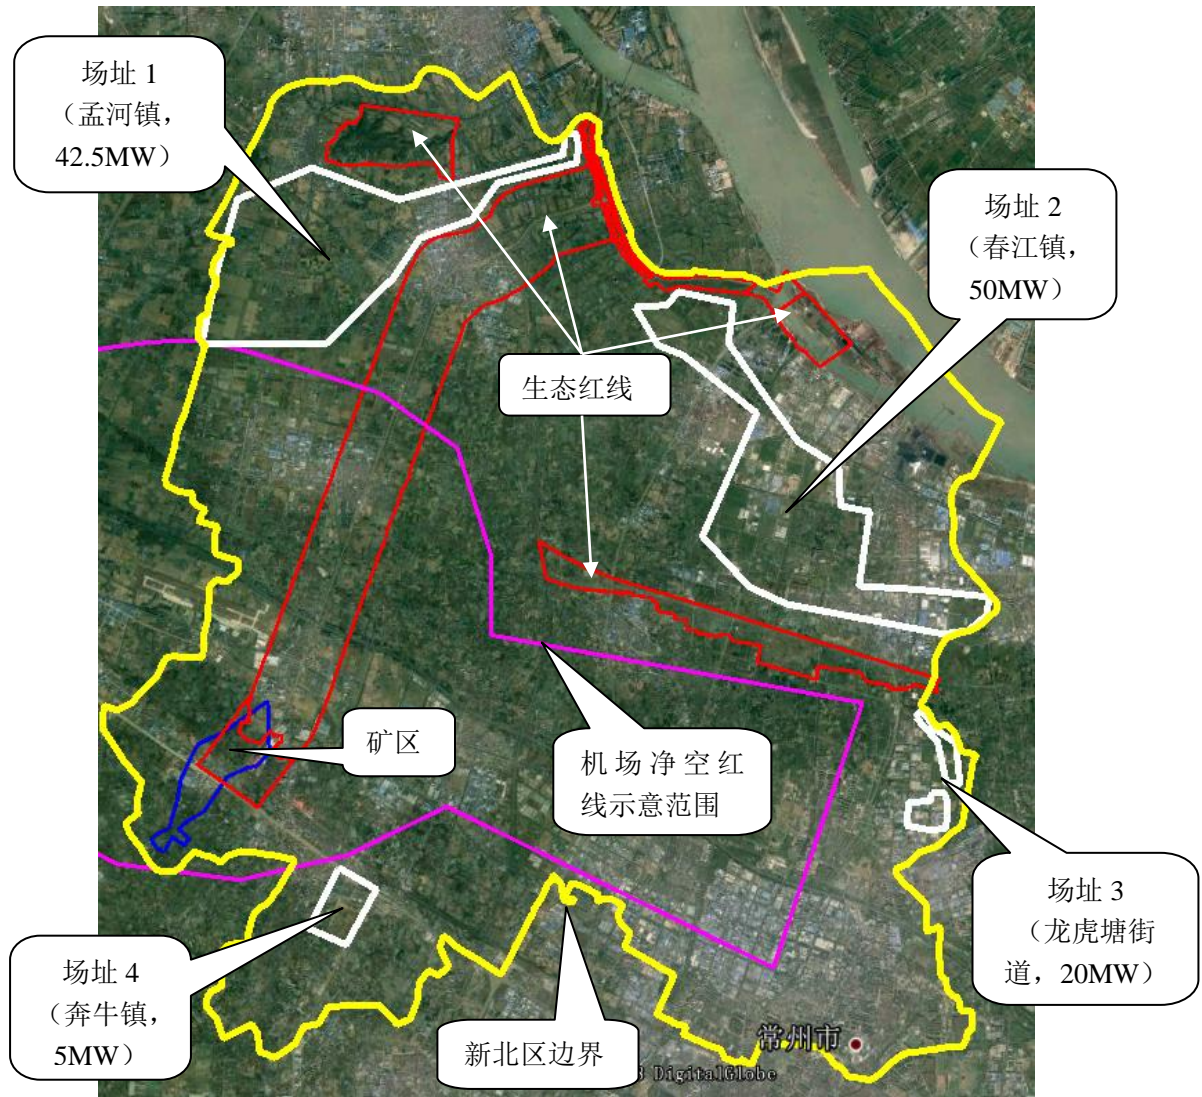 场址 1
（孟河镇，
42.5MW）
场址 2
（春江镇，
50MW）
生态红线
矿区
机场净空红
线示意范围
场址 3
（龙虎塘街
道，20MW）
场址 4
（奔牛镇，
5MW）
新北区边界
常州市
DigitalGlobe